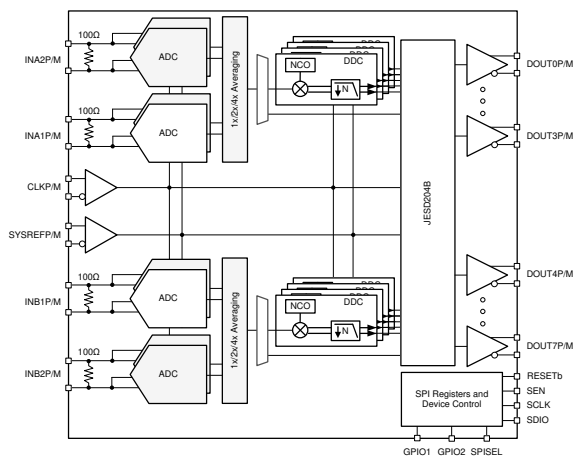 100Ω
INA2P/M
ADC
1x/2x/4x Averaging
DDC
NCO
↓N
DOUT0P/M
100Ω
INA1P/M
ADC
DOUT3P/M
CLKP/M
JESD204B
SYSREFP/M
100Ω
INB1P/M
ADC
1x/2x/4x Averaging
DDC
NCO
↓N
DOUT4P/M
100Ω
INB2P/M
ADC
DOUT7P/M
SPI Registers and
Device Control
RESETb
SEN
SCLK
SDIO
GPIO1 GPIO2 SPISEL